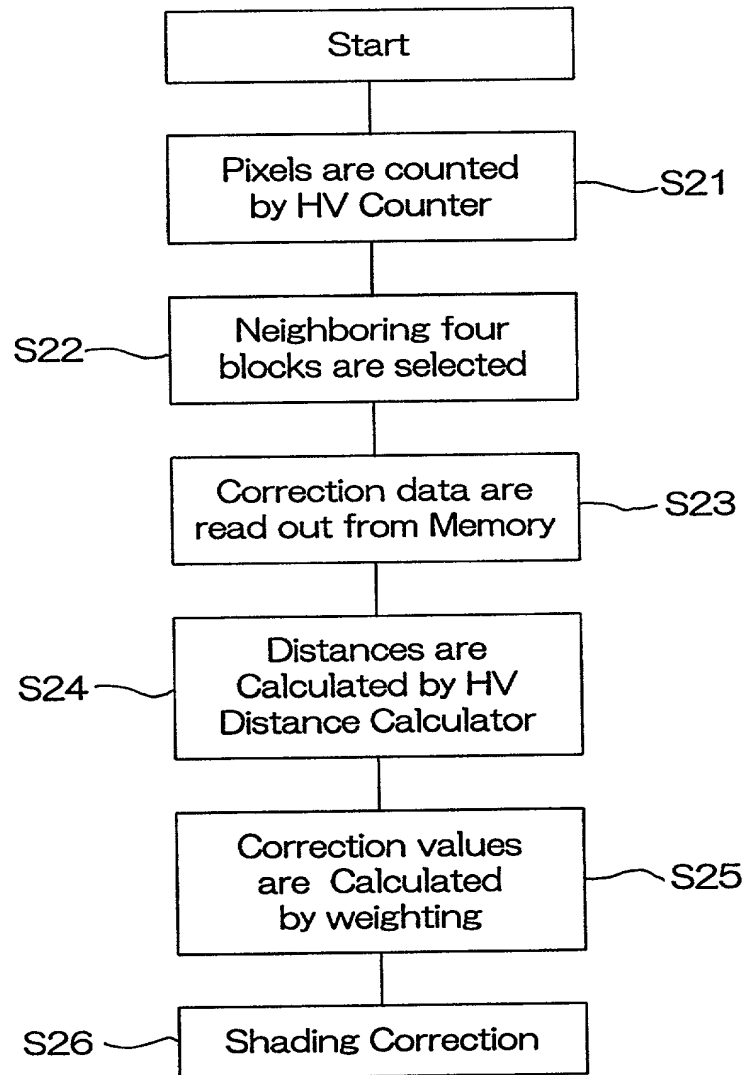 Start
Pixels are counted
by HV Counter
S21
S22
Neighboring four
blocks are selected
Correction data are
read out from Memory
S23
S24
Distances are
Calculated by HV
Distance Calculator
Correction values
are Calculated
by weighting
S25
S26
Shading Correction